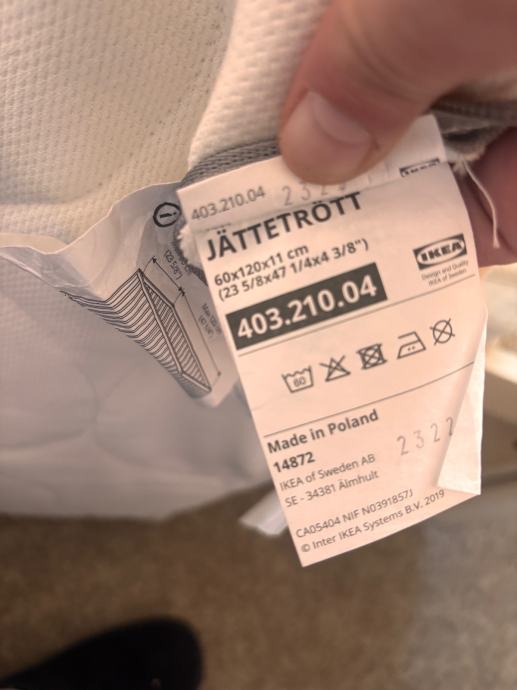 403.210.04
JÄTTETRÖTT
60x120x11 cm
(23 5/8x47 1/4x4 3/8")
403.210.04
IKEA
Design and Quality
IKEA of Sweden
60
Made in Poland
14872
2322
IKEA of Sweden AB
SE - 34381 Älmhult
CA05404 NIF N0391857J
© Inter IKEA Systems B.V. 2019